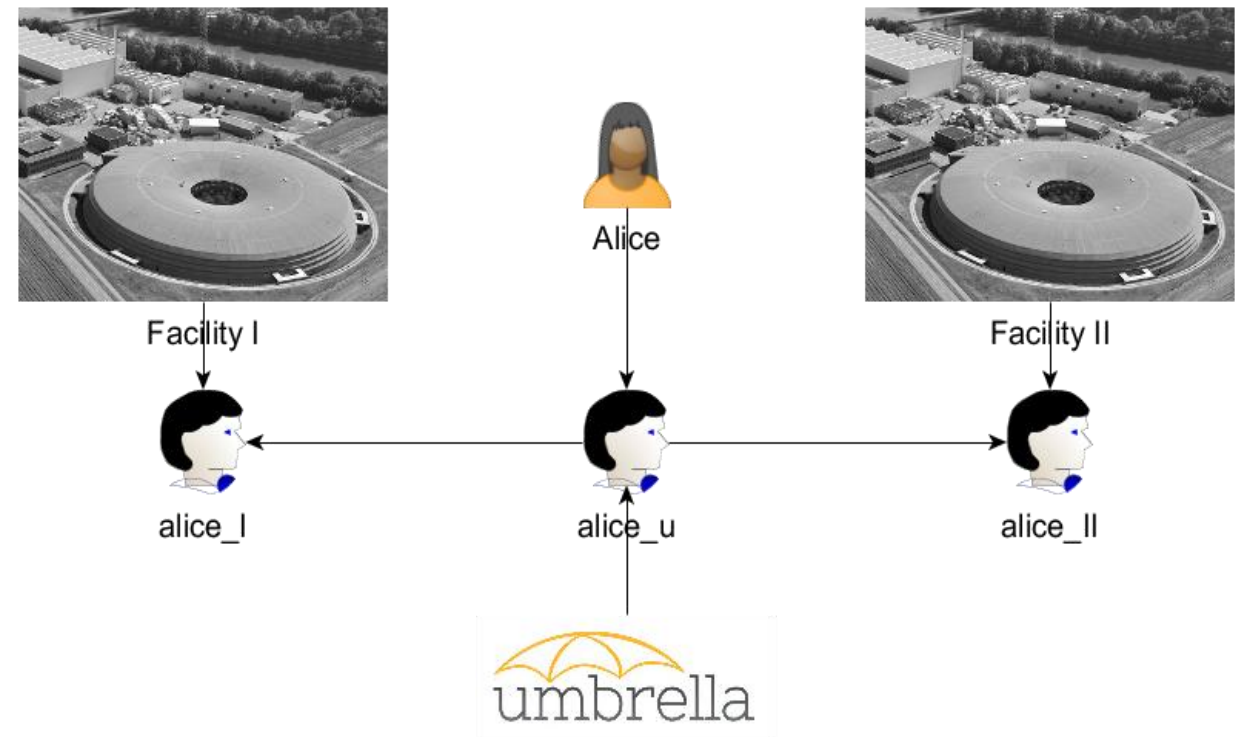 Alice
Facility I
Facility II
alice_I
alice_u
alice_II
umbrella